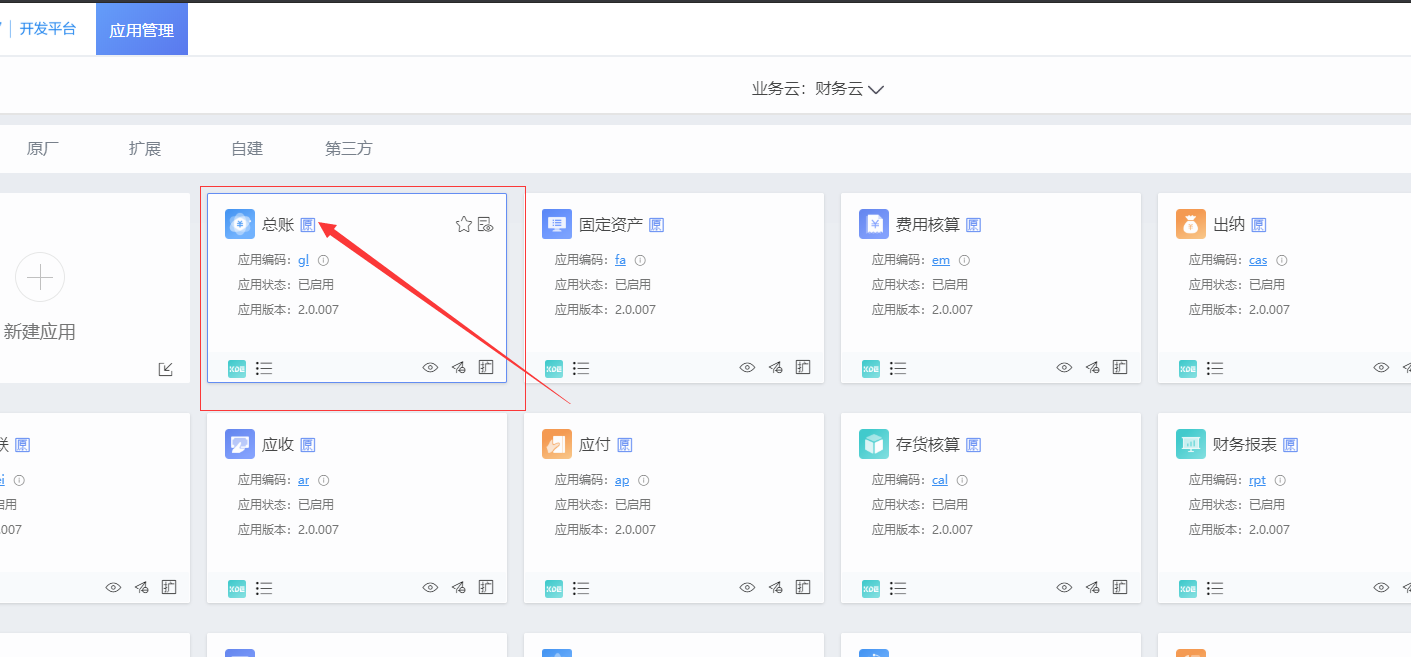 开发平台
应用管理
业务云：财务云
原厂
扩展
自建
第三方
新建应用
总账 原
应用编码： gl
应用状态： 已启用
应用版本： 2.0.007
XOE
扩
固定资产 原
应用编码： fa
应用状态： 已启用
应用版本： 2.0.007
XOE
扩
费用核算 原
应用编码： em
应用状态： 已启用
应用版本： 2.0.007
XOE
扩
出纳 原
应用编码： cas
应用状态： 已启用
应用版本： 2.0.007
XOE
联 原
启用
007
扩
应收 原
应用编码： ar
应用状态： 已启用
应用版本： 2.0.007
XOE
扩
应付 原
应用编码： ap
应用状态： 已启用
应用版本： 2.0.007
XOE
扩
存货核算 原
应用编码： cal
应用状态： 已启用
应用版本： 2.0.007
XOE
扩
财务报表 原
应用编码： rpt
应用状态： 已启用
应用版本： 2.0.007
XOE